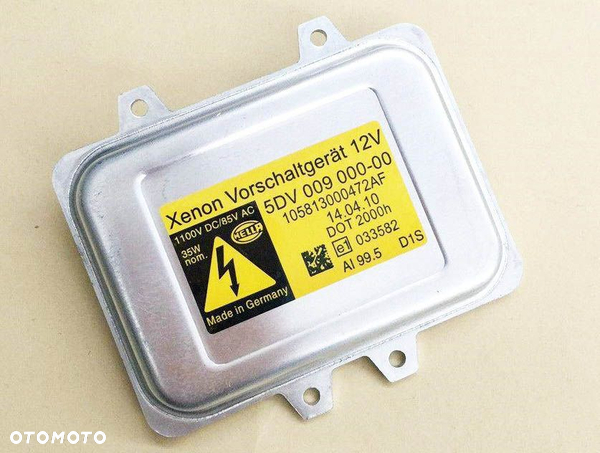 Xenon Vorschaltgerät 12V
5DV 009 000-00
105813000472AF
14.04.10
DOT 2000h
e1 033582
AI 99.5 D1S
1100V DC/85V AC
35W
nom.
HELLA
Made in Germany
OTOMOTO